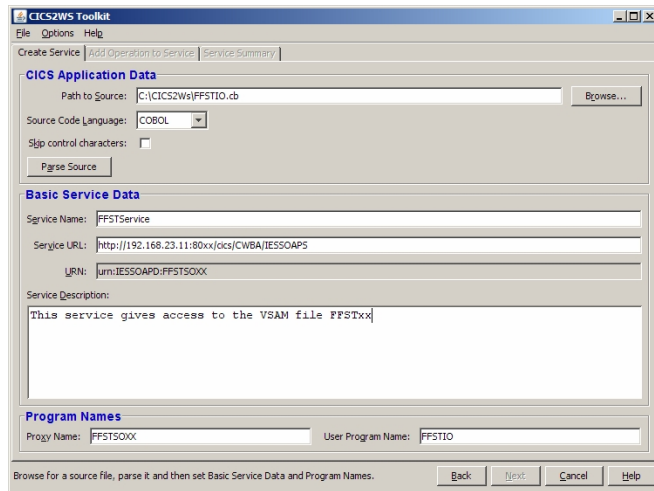 CICS2WS Toolkit
File Options Help
Create Service Add Operation to Service Service Summary
CICS Application Data
Path to Source: C:\CICS2Ws\FFSTIO.cb Browse...
Source Code Language: COBOL
Skip control characters:
Parse Source
Basic Service Data
Service Name: FFSTService
Service URL: http://192.168.23.11:80xx/cics/CWBA/IESSOAPS
URN: urn:IESSOAPD:FFSTSOXX
Service Description:
This service gives access to the VSAM file FFSTxx
Program Names
Proxy Name: FFSTSOXX User Program Name: FFSTIO
Browse for a source file, parse it and then set Basic Service Data and Program Names. Back Next Cancel Help